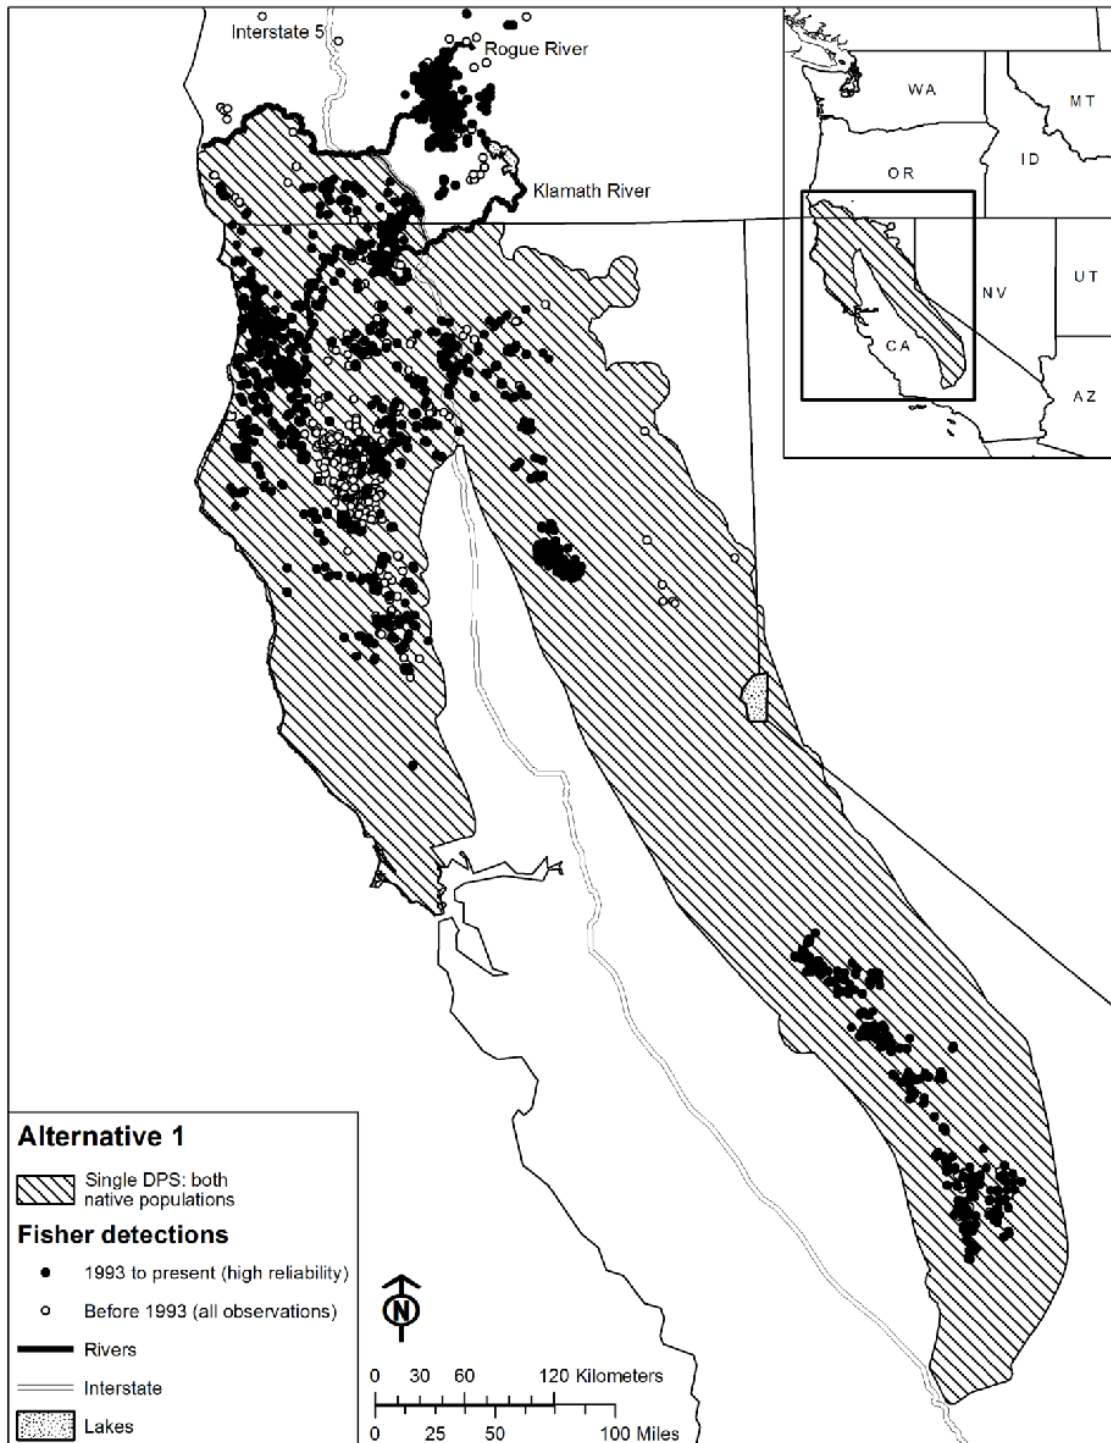 Interstate 5
Rogue River
Klamath River
WA
MT
OR
ID
NV
UT
CA
AZ
Alternative 1
Single DPS: both
native populations
Fisher detections
1993 to present (high reliability)
Before 1993 (all observations)
Rivers
Interstate
Lakes
N
0 30 60 120 Kilometers
0 25 50 100 Miles